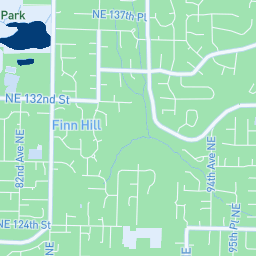 Park
NE 137th Pl
NE 132nd St
Finn Hill
82nd Ave NE
94th Ave NE
95th Pl NE
NE 124th St